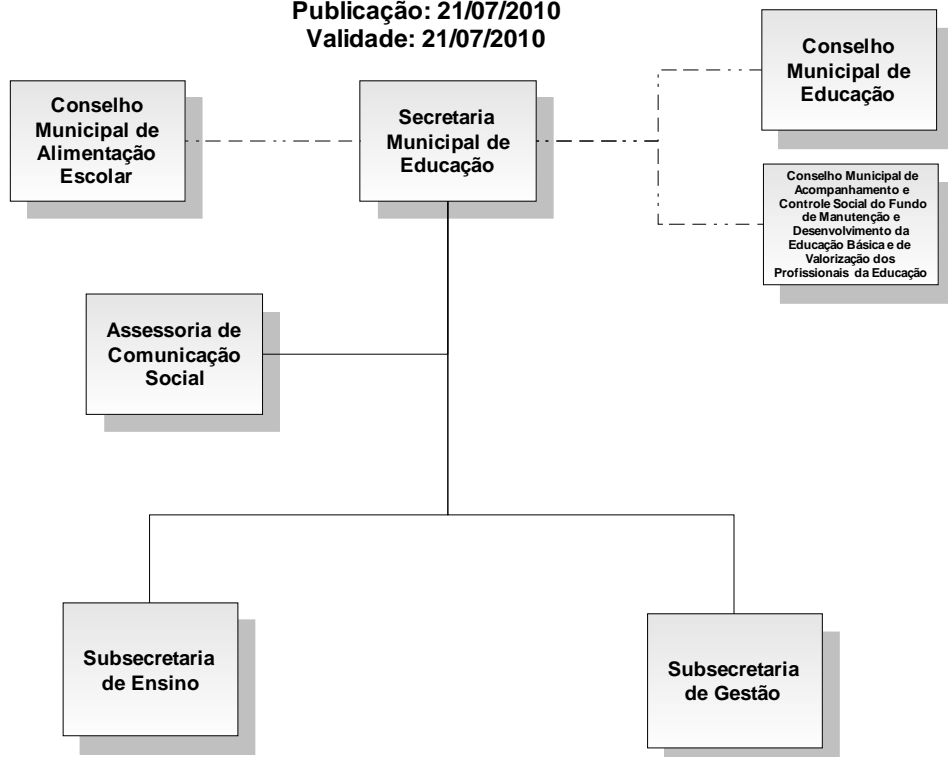 Publicação: 21/07/2010
Validade: 21/07/2010
Conselho
Municipal de
Alimentação
Escolar
Secretaria
Municipal de
Educação
Conselho
Municipal de
Educação
Conselho Municipal de
Acompanhamento e
Controle Social do Fundo
de Manutenção e
Desenvolvimento da
Educação Básica e de
Valorização dos
Profissionais da Educação
Assessoria de
Comunicação
Social
Subsecretaria
de Ensino
Subsecretaria
de Gestão